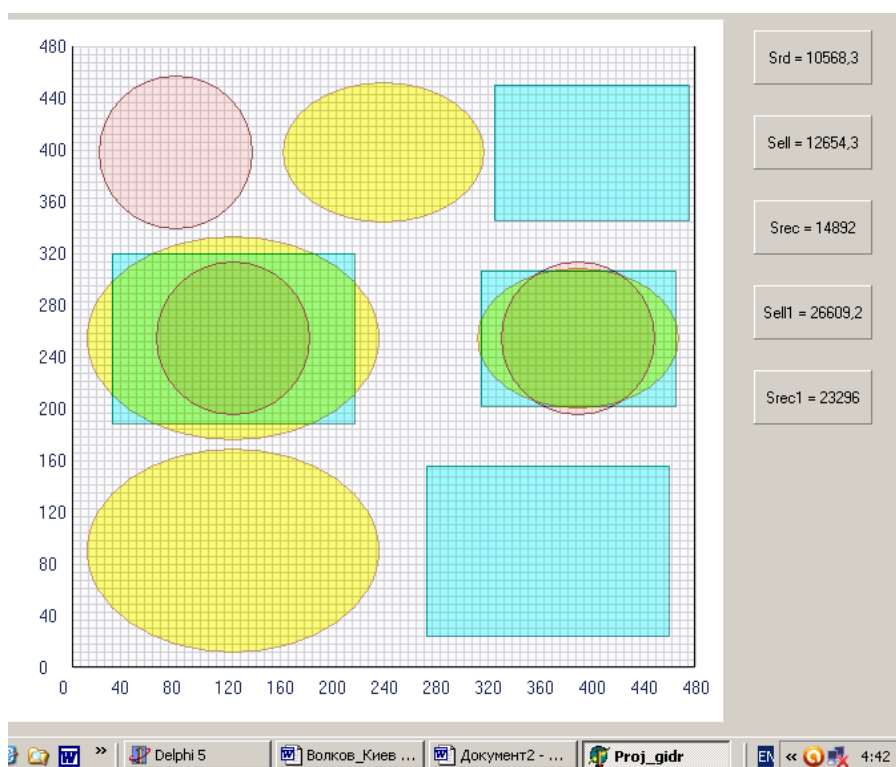 480
440
400
360
320
280
240
200
160
120
80
40
0
0 40 80 120 160 200 240 280 320 360 400 440 480
Srd = 10568,3
Sell = 12654,3
Srec = 14892
Sell1 = 26609,2
Srec1 = 23296
» Delphi 5 Волков_Киев ... Документ2 - ... Proj_gidr EN « 4:42